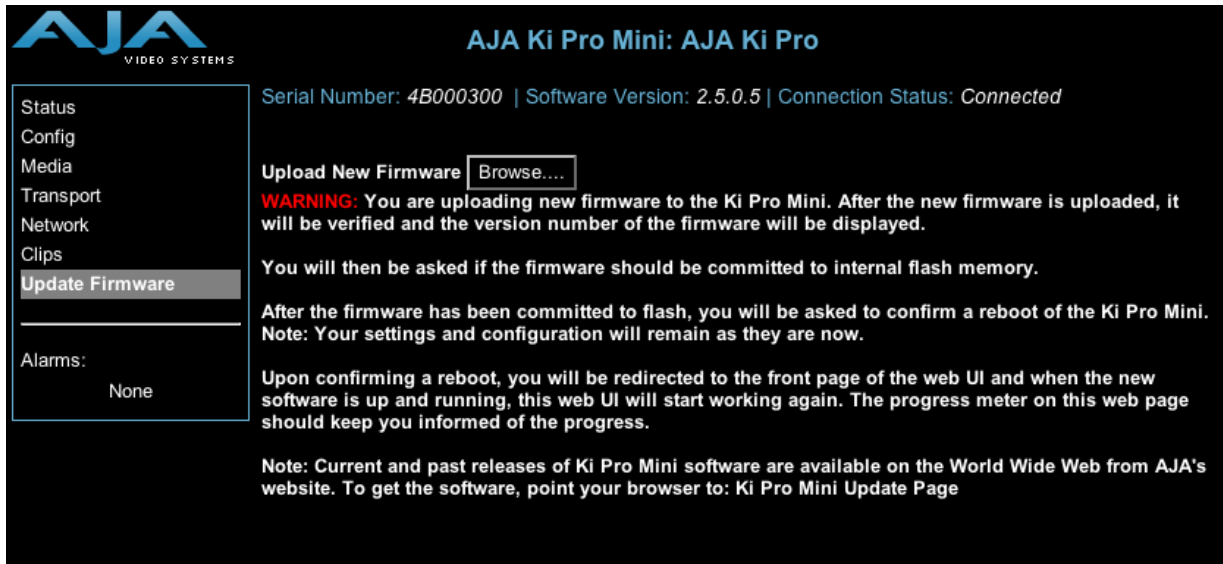 AJA
VIDEO SYSTEMS
AJA Ki Pro Mini: AJA Ki Pro
Status
Config
Media
Transport
Network
Clips
Update Firmware
Alarms:
None
Serial Number: 4B000300 | Software Version: 2.5.0.5 | Connection Status: Connected
Upload New Firmware Browse....
WARNING: You are uploading new firmware to the Ki Pro Mini. After the new firmware is uploaded, it
will be verified and the version number of the firmware will be displayed.
You will then be asked if the firmware should be committed to internal flash memory.
After the firmware has been committed to flash, you will be asked to confirm a reboot of the Ki Pro Mini.
Note: Your settings and configuration will remain as they are now.
Upon confirming a reboot, you will be redirected to the front page of the web UI and when the new
software is up and running, this web UI will start working again. The progress meter on this web page
should keep you informed of the progress.
Note: Current and past releases of Ki Pro Mini software are available on the World Wide Web from AJA's
website. To get the software, point your browser to: Ki Pro Mini Update Page